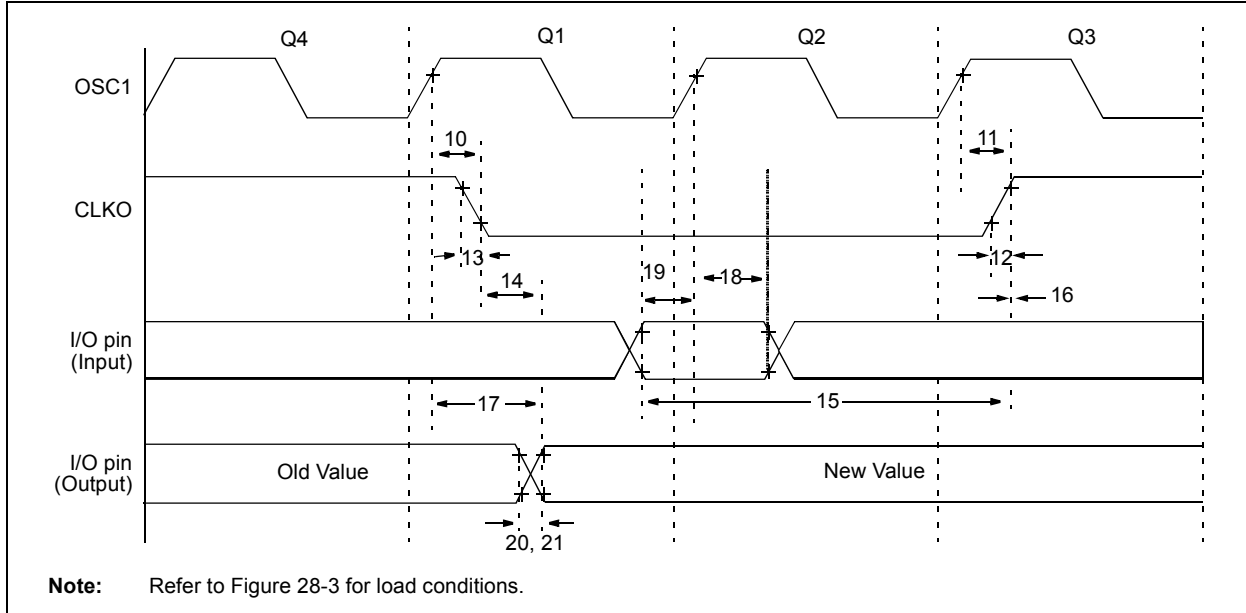 Q4 Q1 Q2 Q3
OSC1
10 11
CLKO
13 12
14 19 18
16
I/O pin
(Input)
17 15
I/O pin
(Output)
Old Value New Value
20, 21
Note: Refer to Figure 28-3 for load conditions.